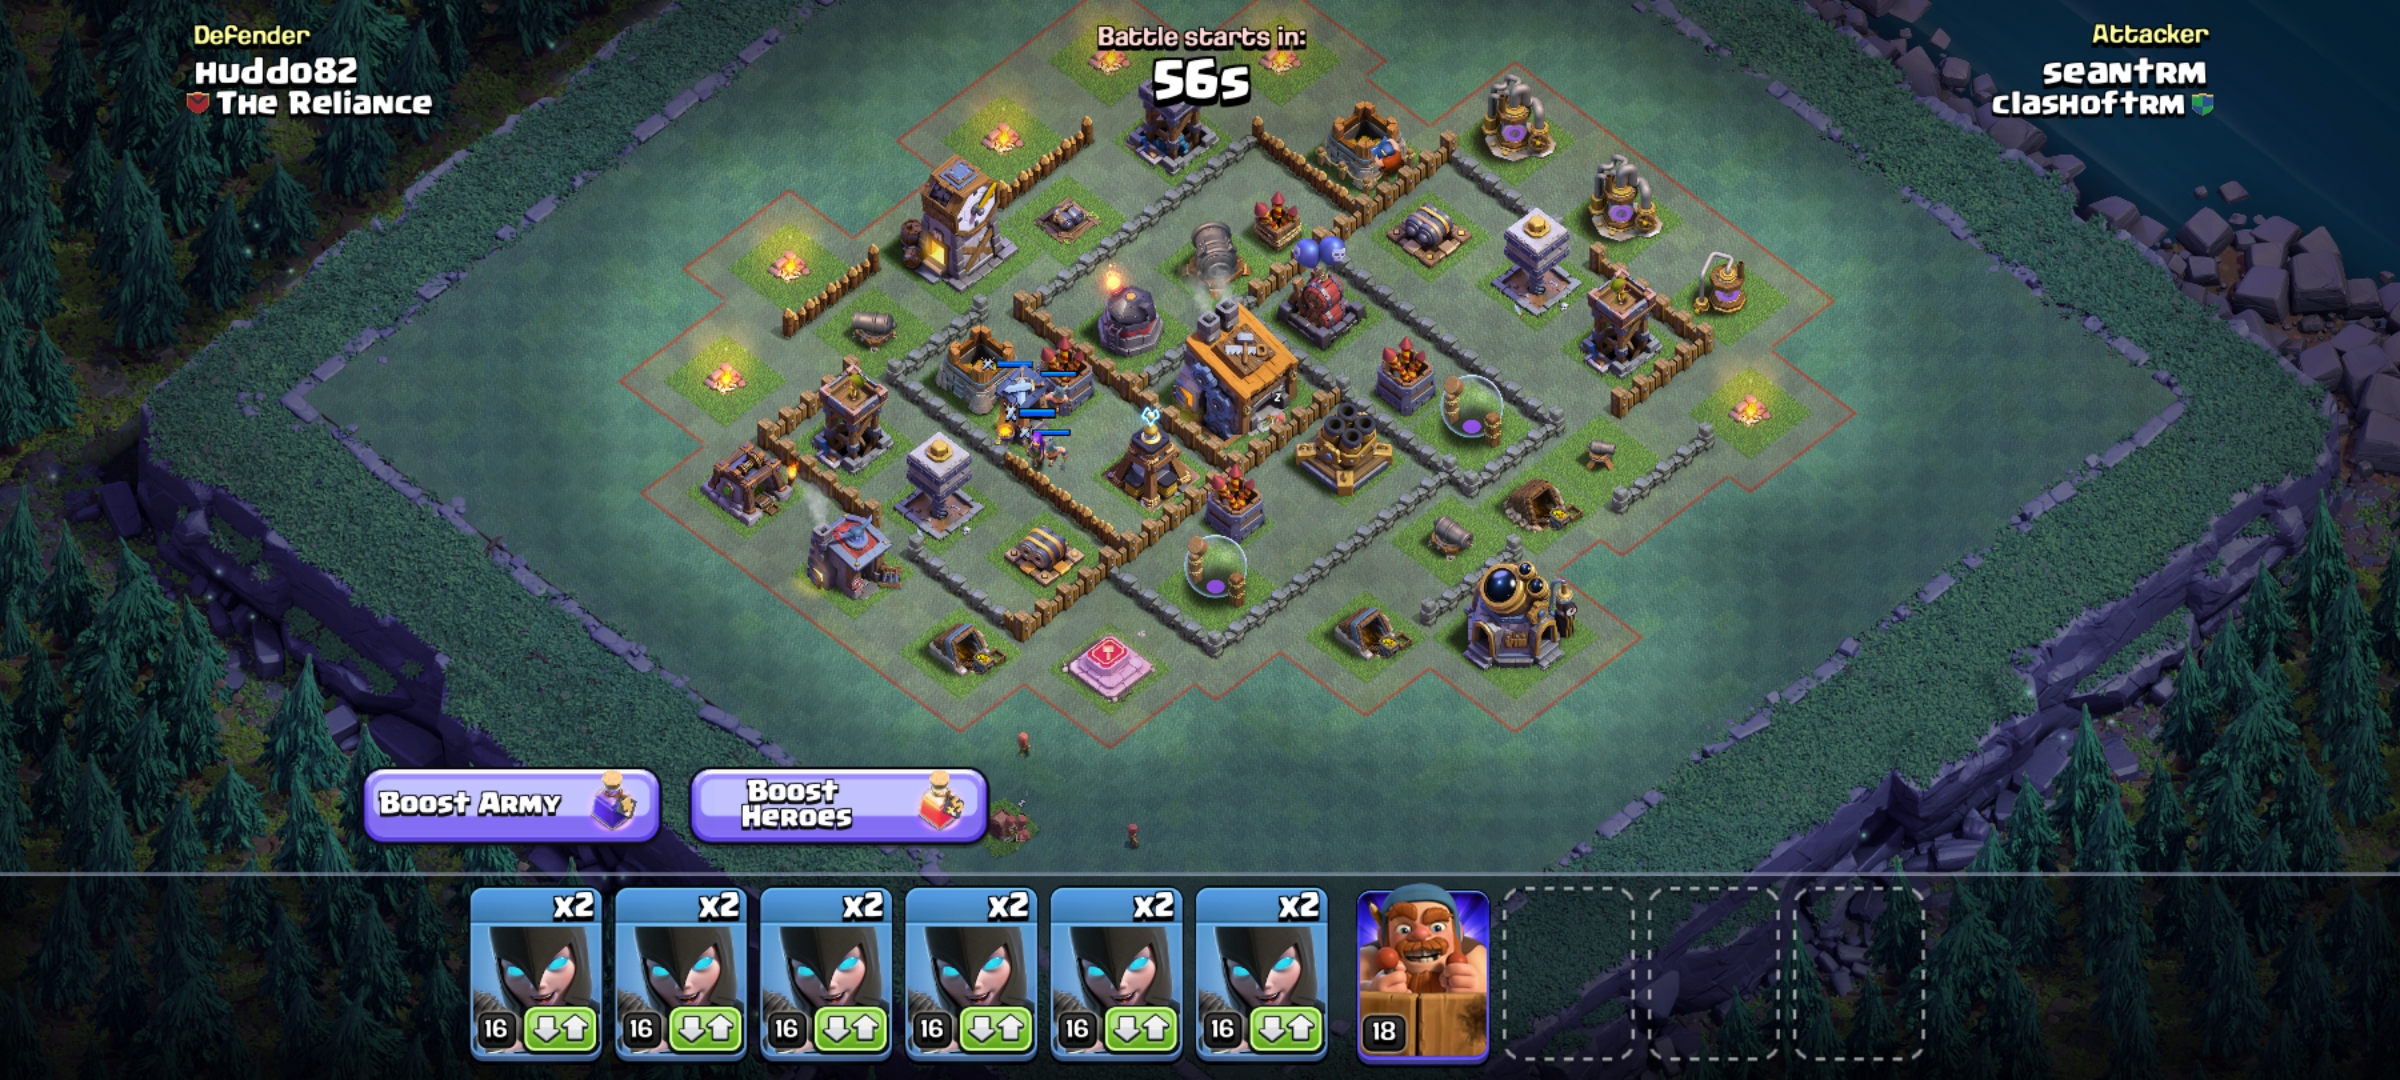 Defender
Huddo82
The Reliance
Battle starts in:
56s
Attacker
seantrm
clashoftrm
z
Boost Army
Boost
Heroes
x2
x2
x2
x2
x2
x2
16
16
16
16
16
16
18